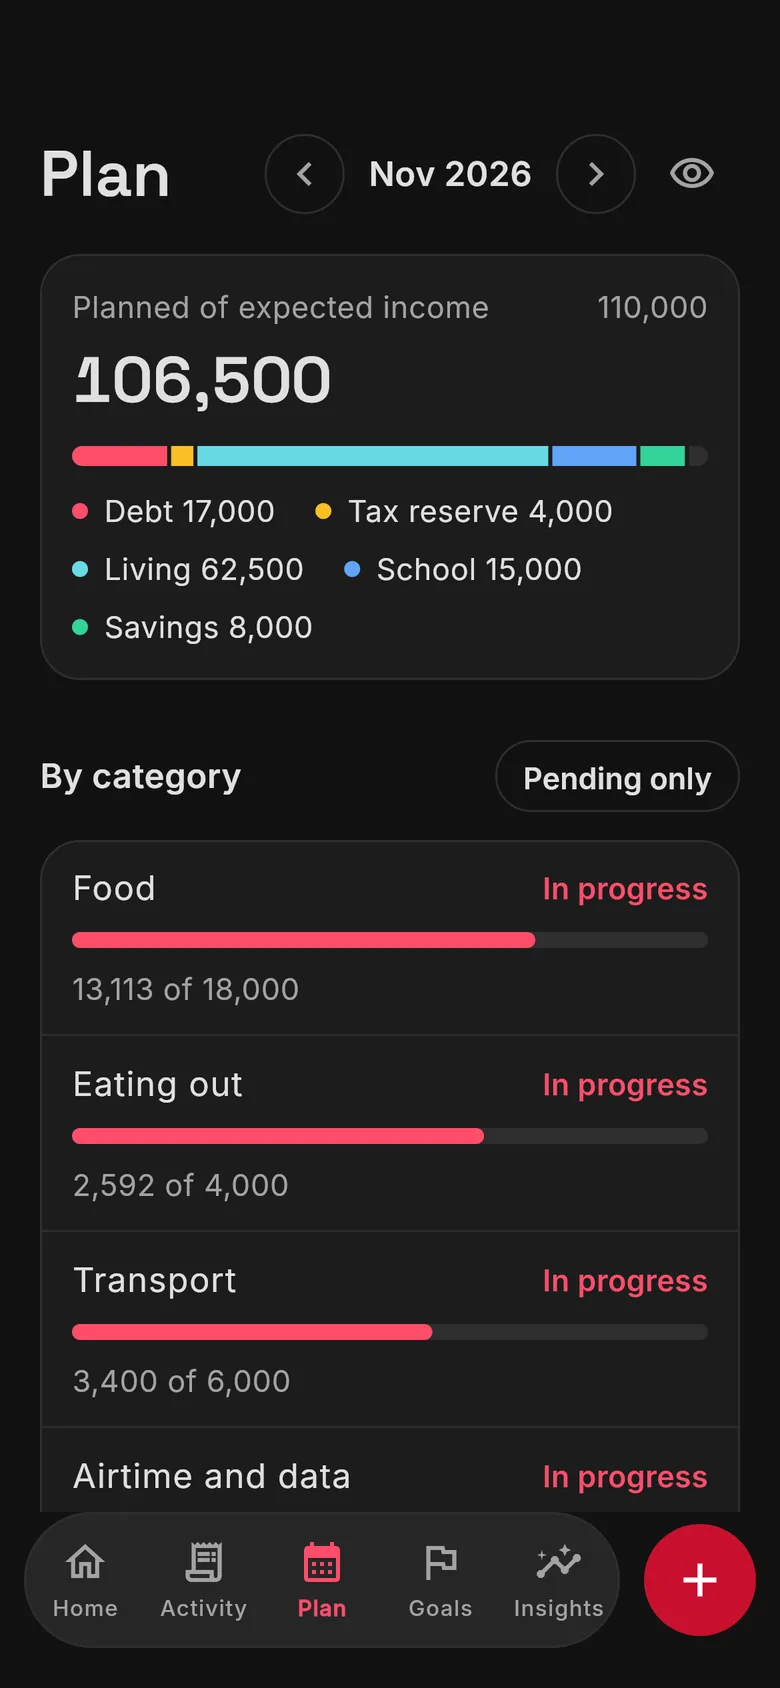 Plan
Nov 2026
Planned of expected income 110,000
106,500
Debt 17,000 Tax reserve 4,000
Living 62,500 School 15,000
Savings 8,000
By category Pending only
Food In progress
13,113 of 18,000
Eating out In progress
2,592 of 4,000
Transport In progress
3,400 of 6,000
Airtime and data In progress
Home Activity Plan Goals Insights